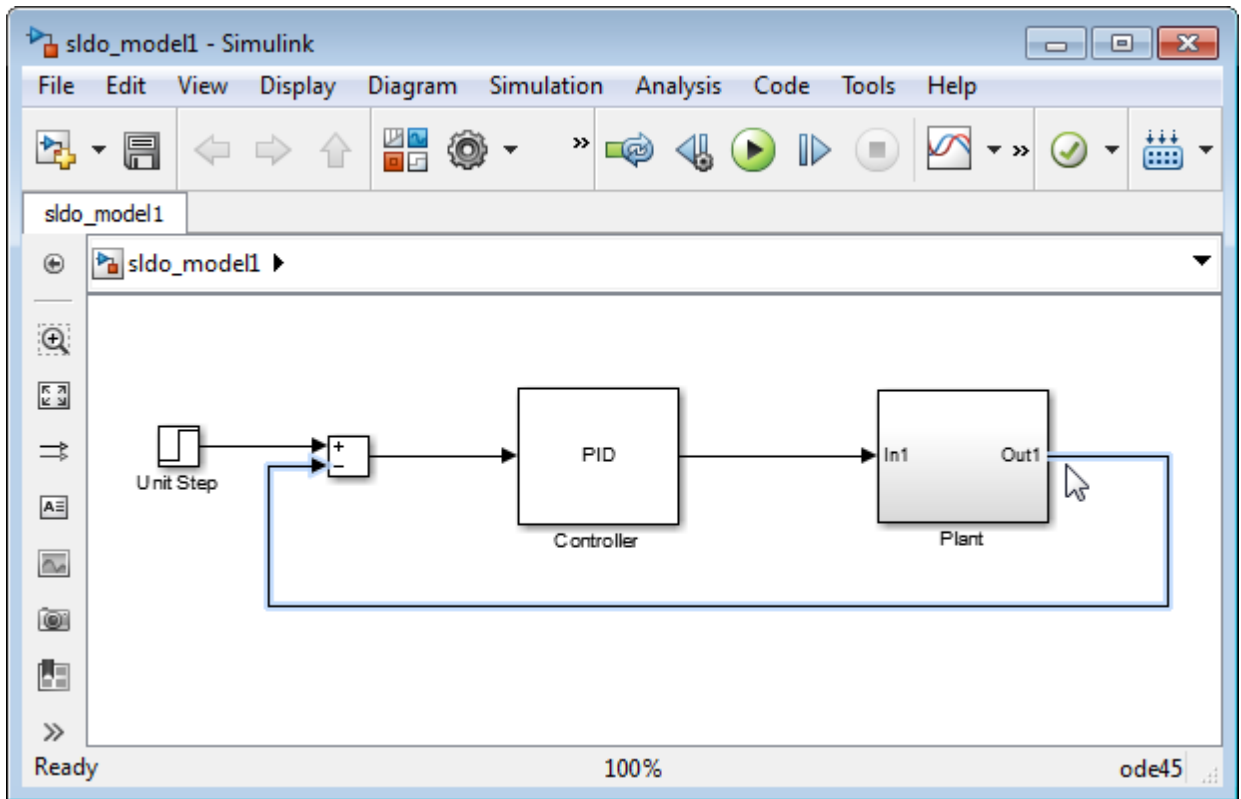 sldo_model1 - Simulink
File Edit View Display Diagram Simulation Analysis Code Tools Help
sldo_model1
sldo_model1
+
−
Unit Step
PID
Controller
In1 Out1
Plant
Ready 100% ode45